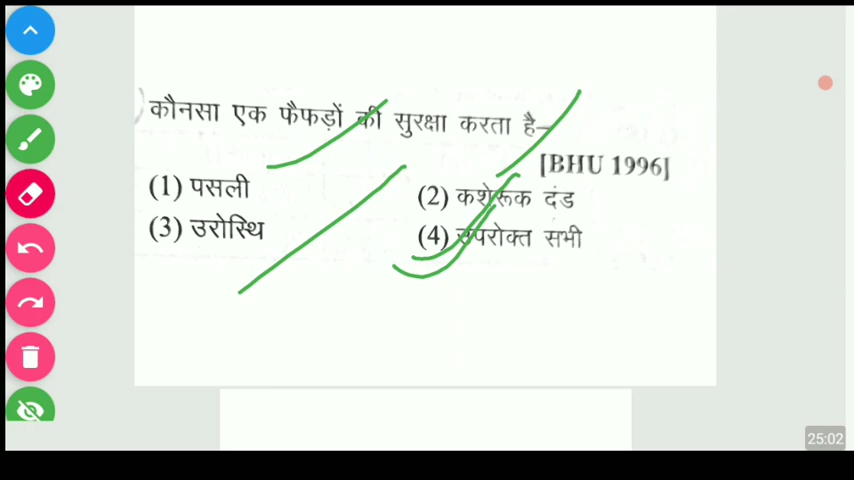 कौनसा एक फैफड़ों की सुरक्षा करता है–
[BHU 1996]
(1) पसली
(2) कशेरूक दंड
(3) उरोस्थि
(4) उपरोक्त सभी
25:02